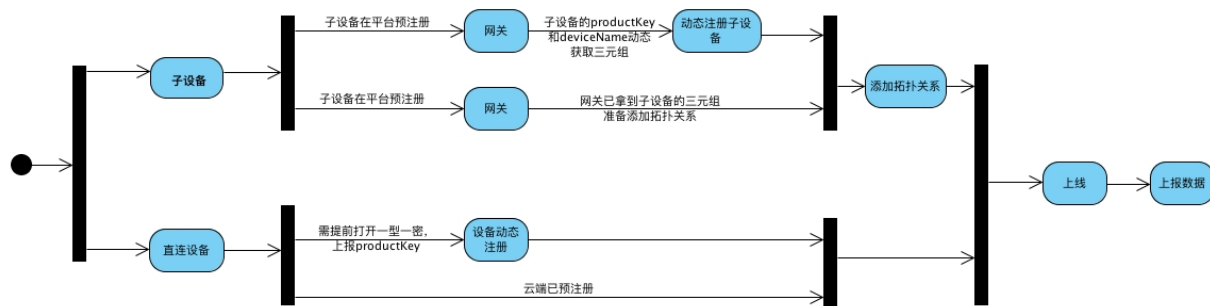 子设备在平台预注册
网关
子设备的productKey
和deviceName动态
获取三元组
动态注册子设
备
子设备
添加拓扑关系
子设备在平台预注册
网关
网关已拿到子设备的三元组
准备添加拓扑关系
上线
上报数据
直连设备
需提前打开一型一密,
上报productKey
设备动态
注册
云端已预注册